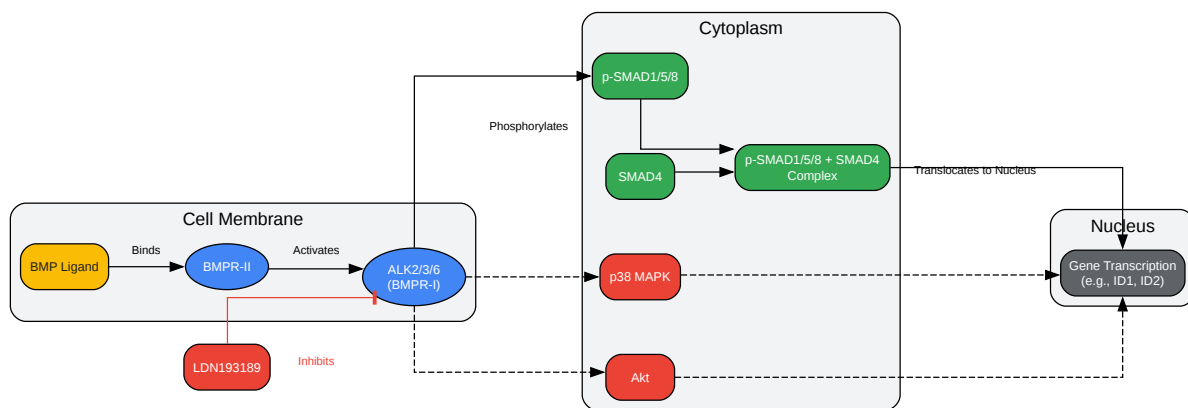 Cytoplasm
p-SMAD1/5/8
Phosphorylates
SMAD4
p-SMAD1/5/8 + SMAD4
Complex
Translocates to Nucleus
Cell Membrane
BMP Ligand
Binds
BMPR-II
Activates
ALK2/3/6
(BMPR-I)
p38 MAPK
Nucleus
Gene Transcription
(e.g., ID1, ID2)
LDN193189
Inhibits
Akt